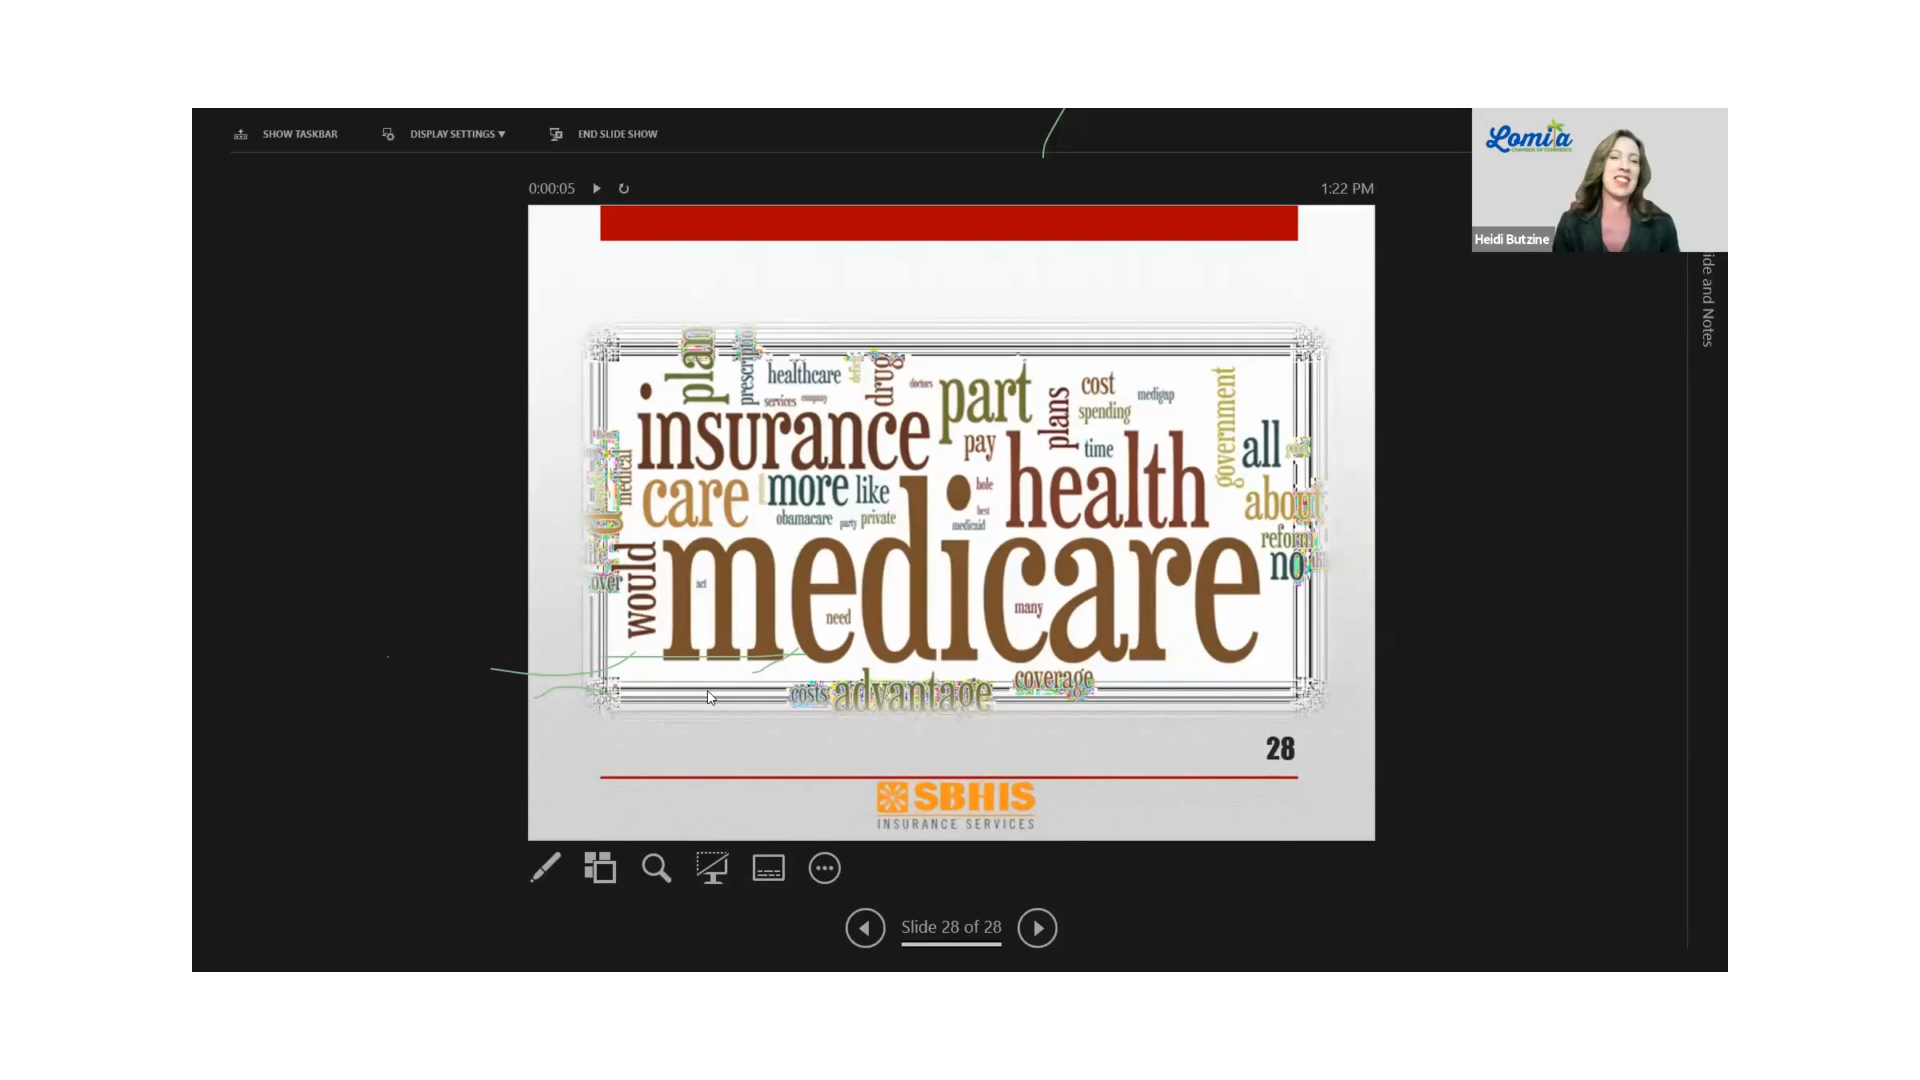 SHOW TASKBAR
DISPLAY SETTINGS ▼
END SLIDE SHOW
Lomita
CHAMBER OF COMMERCE
Heidi Butzine
0:00:05
1:22 PM
ide and Notes
plan
prescription
healthcare
services
company
drug
doctors
part
pay
plans
cost
spending
medigap
time
government
all
insurance
medical
care
more
like
obamacare
party
private
hole
best
medicaid
health
about
reform
no
over
would
act
medicare
need
many
costs
advantage
coverage
28
SBHIS
INSURANCE SERVICES
Slide 28 of 28